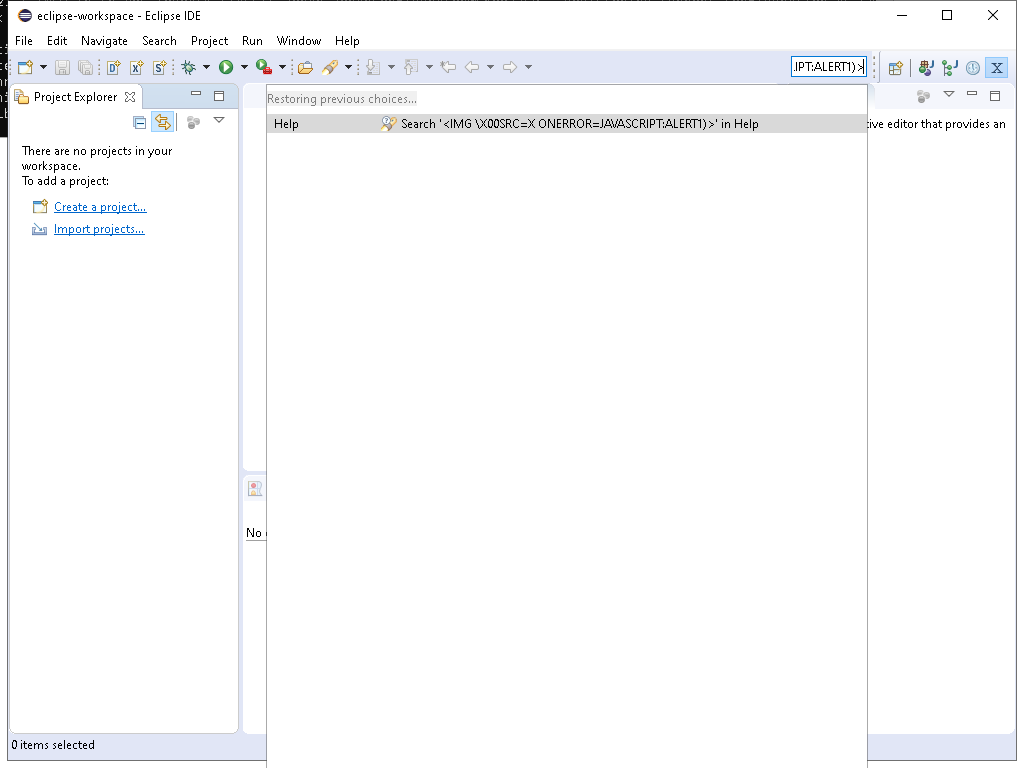 eclipse-workspace - Eclipse IDE
File Edit Navigate Search Project Run Window Help
IPT:ALERT1)>
Project Explorer
Restoring previous choices...
Help Search '<IMG \X00SRC=X ONERROR=JAVASCRIPT:ALERT1)>' in Help
tive editor that provides an
There are no projects in your
workspace.
To add a project:
Create a project...
Import projects...
No
0 items selected